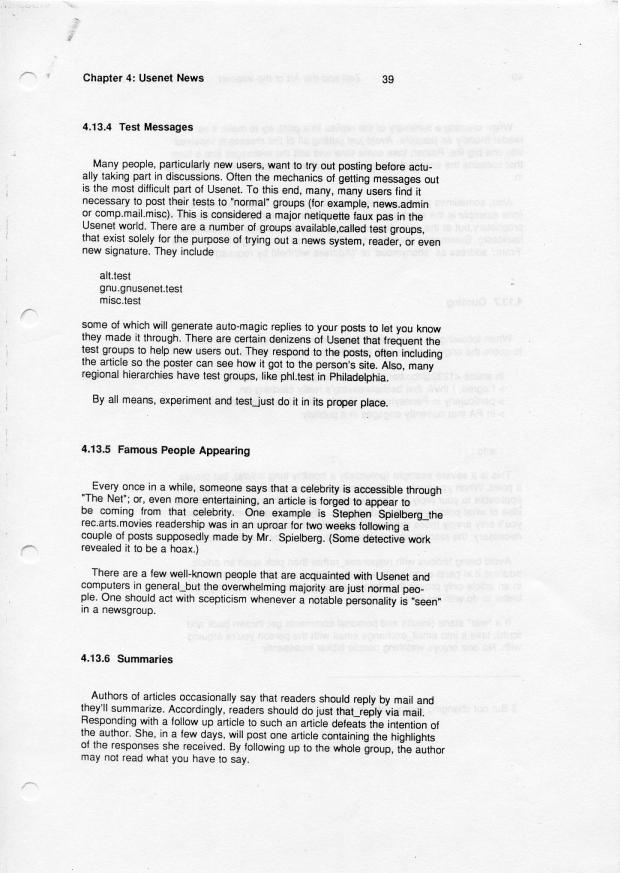 Chapter 4: Usenet News 39
4.13.4 Test Messages
Many people, particularly new users, want to try out posting before actu-
ally taking part in discussions. Often the mechanics of getting messages out
is the most difficult part of Usenet. To this end, many, many users find it
necessary to post their tests to "normal" groups (for example, news.admin
or comp.mail.misc). This is considered a major netiquette faux pas in the
Usenet world. There are a number of groups available,called test groups,
that exist solely for the purpose of trying out a news system, reader, or even
new signature. They include
alt.test
gnu.gnusenet.test
misc.test
some of which will generate auto-magic replies to your posts to let you know
they made it through. There are certain denizens of Usenet that frequent the
test groups to help new users out. They respond to the posts, often including
the article so the poster can see how it got to the person's site. Also, many
regional hierarchies have test groups, like phl.test in Philadelphia.
By all means, experiment and test_just do it in its proper place.
4.13.5 Famous People Appearing
Every once in a while, someone says that a celebrity is accessible through
"The Net"; or, even more entertaining, an article is forged to appear to
be coming from that celebrity. One example is Stephen Spielberg_the
rec.arts.movies readership was in an uproar for two weeks following a
couple of posts supposedly made by Mr. Spielberg. (Some detective work
revealed it to be a hoax.)
There are a few well-known people that are acquainted with Usenet and
computers in general_but the overwhelming majority are just normal peo-
ple. One should act with scepticism whenever a notable personality is "seen"
in a newsgroup.
4.13.6 Summaries
Authors of articles occasionally say that readers should reply by mail and
they'll summarize. Accordingly, readers should do just that_reply via mail.
Responding with a follow up article to such an article defeats the intention of
the author. She, in a few days, will post one article containing the highlights
of the responses she received. By following up to the whole group, the author
may not read what you have to say.